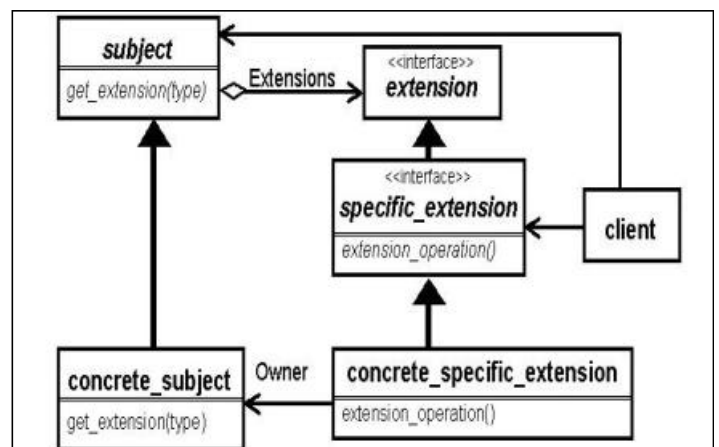 subject
get_extension(type)
Extensions
<<interface>>
extension
<<interface>>
specific_extension
extension_operation()
client
concrete_subject
get_extension(type)
Owner
concrete_specific_extension
extension_operation()